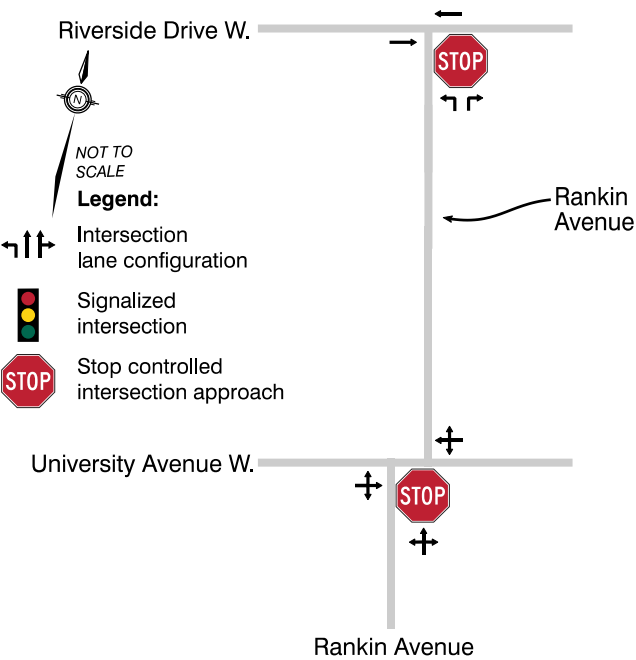 Riverside Drive W.
STOP
N
NOT TO
SCALE
Legend:
Rankin
Avenue
Intersection
lane configuration
Signalized
intersection
STOP
Stop controlled
intersection approach
University Avenue W.
STOP
Rankin Avenue